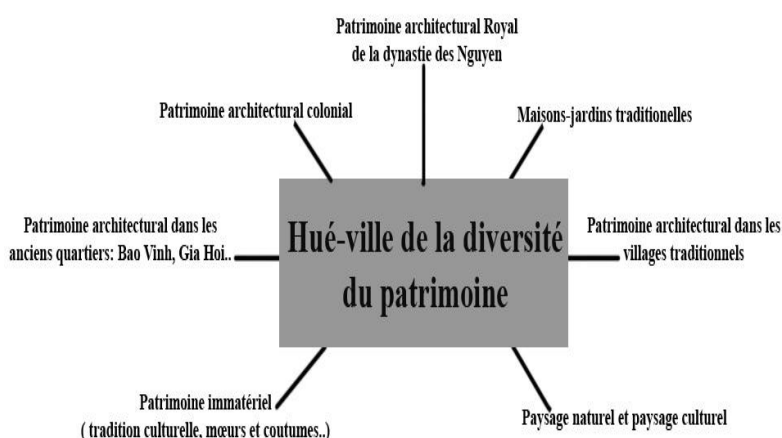 Patrimoine architectural Royal
de la dynastie des Nguyen
Patrimoine architectural colonial
Maisons-jardins traditionelles
Patrimoine architectural dans les
anciens quartiers: Bao Vinh, Gia Hoi..
Hué-ville de la diversité
du patrimoine
Patrimoine architectural dans les
villages traditionnels
Patrimoine immatériel
( tradition culturelle, mœurs et coutumes..)
Paysage naturel et paysage culturel